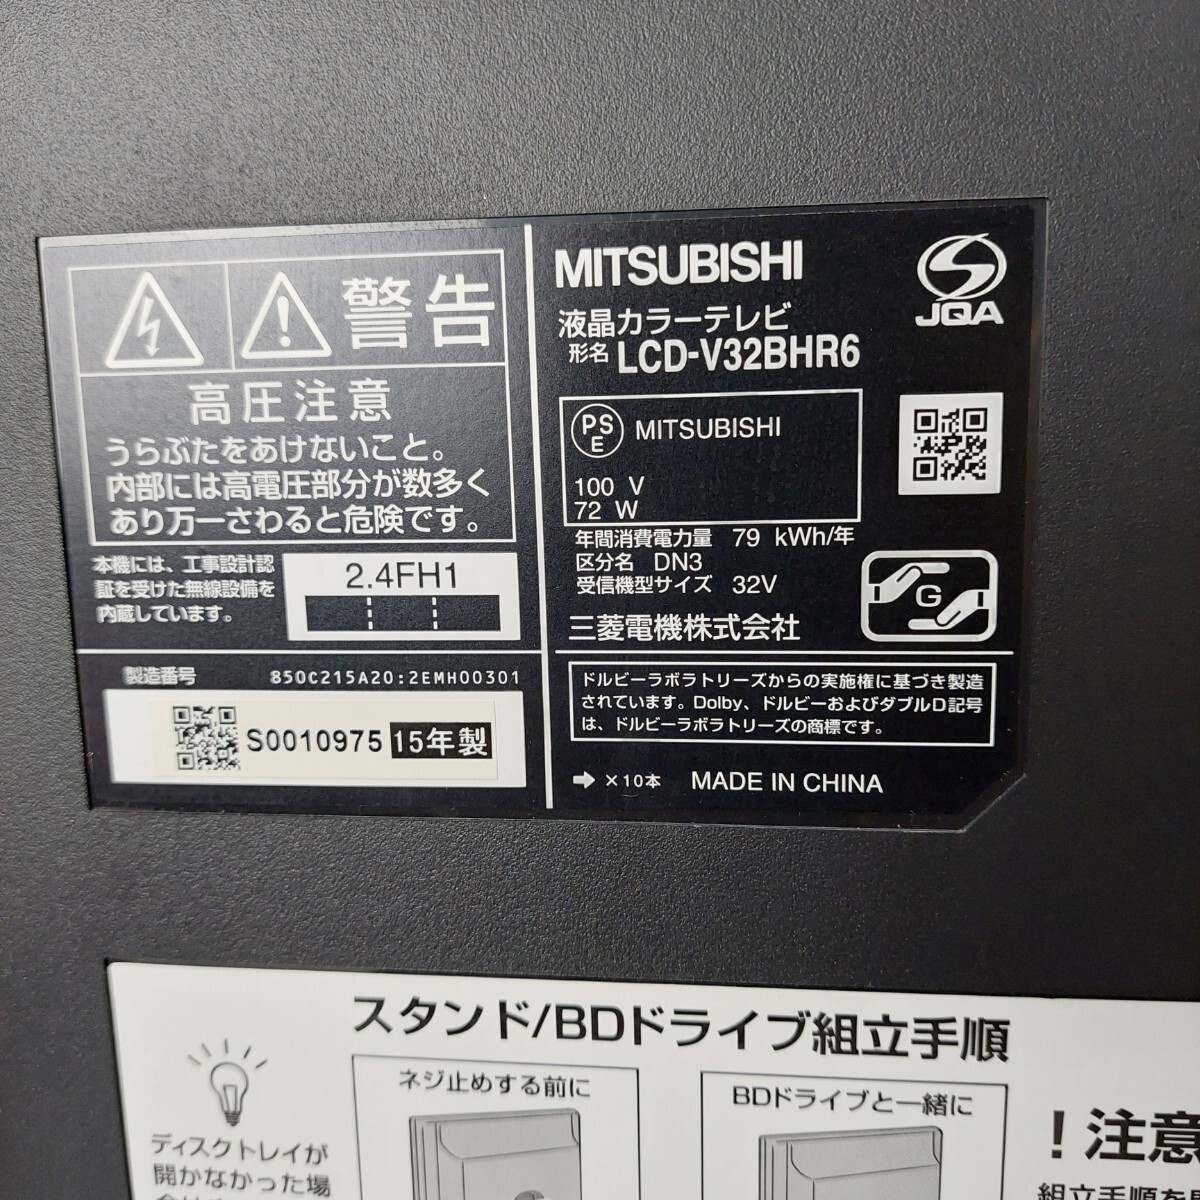 警告
高圧注意
うらぶたをあけないこと。
内部には高電圧部分が数多く
あり万一さわると危険です。
本機には、工事設計認
証を受けた無線設備を
内蔵しています。
2.4FH1
製造番号 850C215A20:2EMH00301
S0010975 15年製
MITSUBISHI
JQA
液晶カラーテレビ
形名 LCD-V32BHR6
PS
E
MITSUBISHI
100 V
72 W
年間消費電力量 79 kWh/年
区分名 DN3
受信機型サイズ 32V
G
三菱電機株式会社
ドルビーラボラトリーズからの実施権に基づき製造
されています。Dolby、ドルビーおよびダブルD記号
は、ドルビーラボラトリーズの商標です。
➡ ×10本 MADE IN CHINA
スタンド/BDドライブ組立手順
ディスクトレイが
開かなかった場
ネジ止めする前に
BDドライブと一緒に
！注意